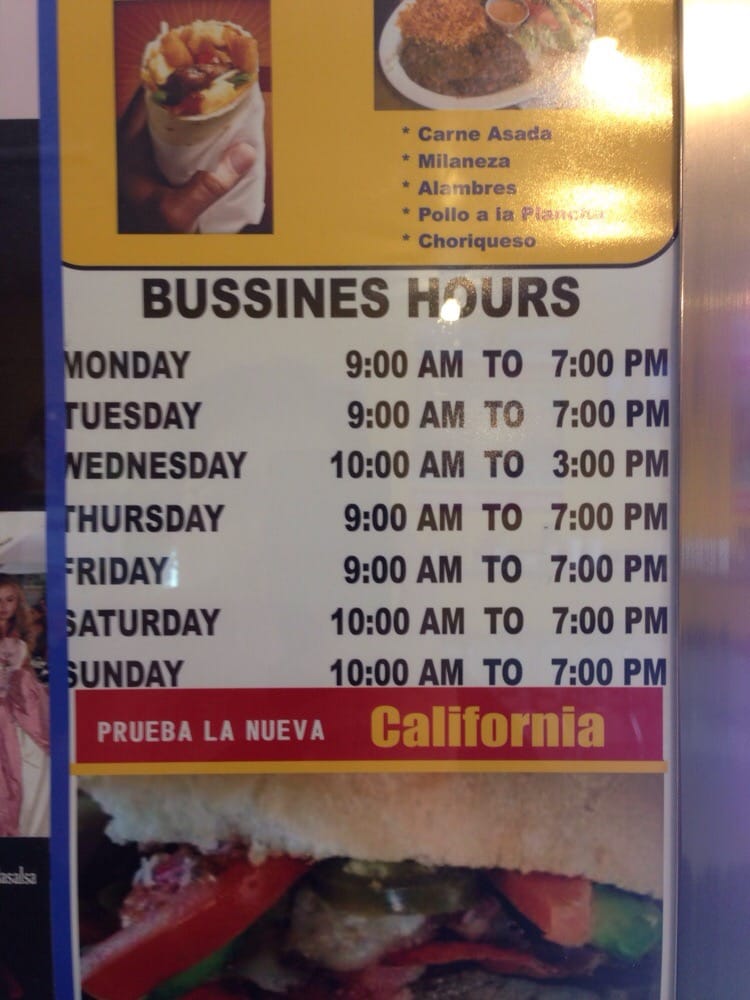 * Carne Asada
* Milaneza
* Alambres
* Pollo a la Plancha
* Choriqueso
BUSSINES HOURS
MONDAY 9:00 AM TO 7:00 PM
TUESDAY 9:00 AM TO 7:00 PM
WEDNESDAY 10:00 AM TO 3:00 PM
THURSDAY 9:00 AM TO 7:00 PM
FRIDAY 9:00 AM TO 7:00 PM
SATURDAY 10:00 AM TO 7:00 PM
SUNDAY 10:00 AM TO 7:00 PM
PRUEBA LA NUEVA California